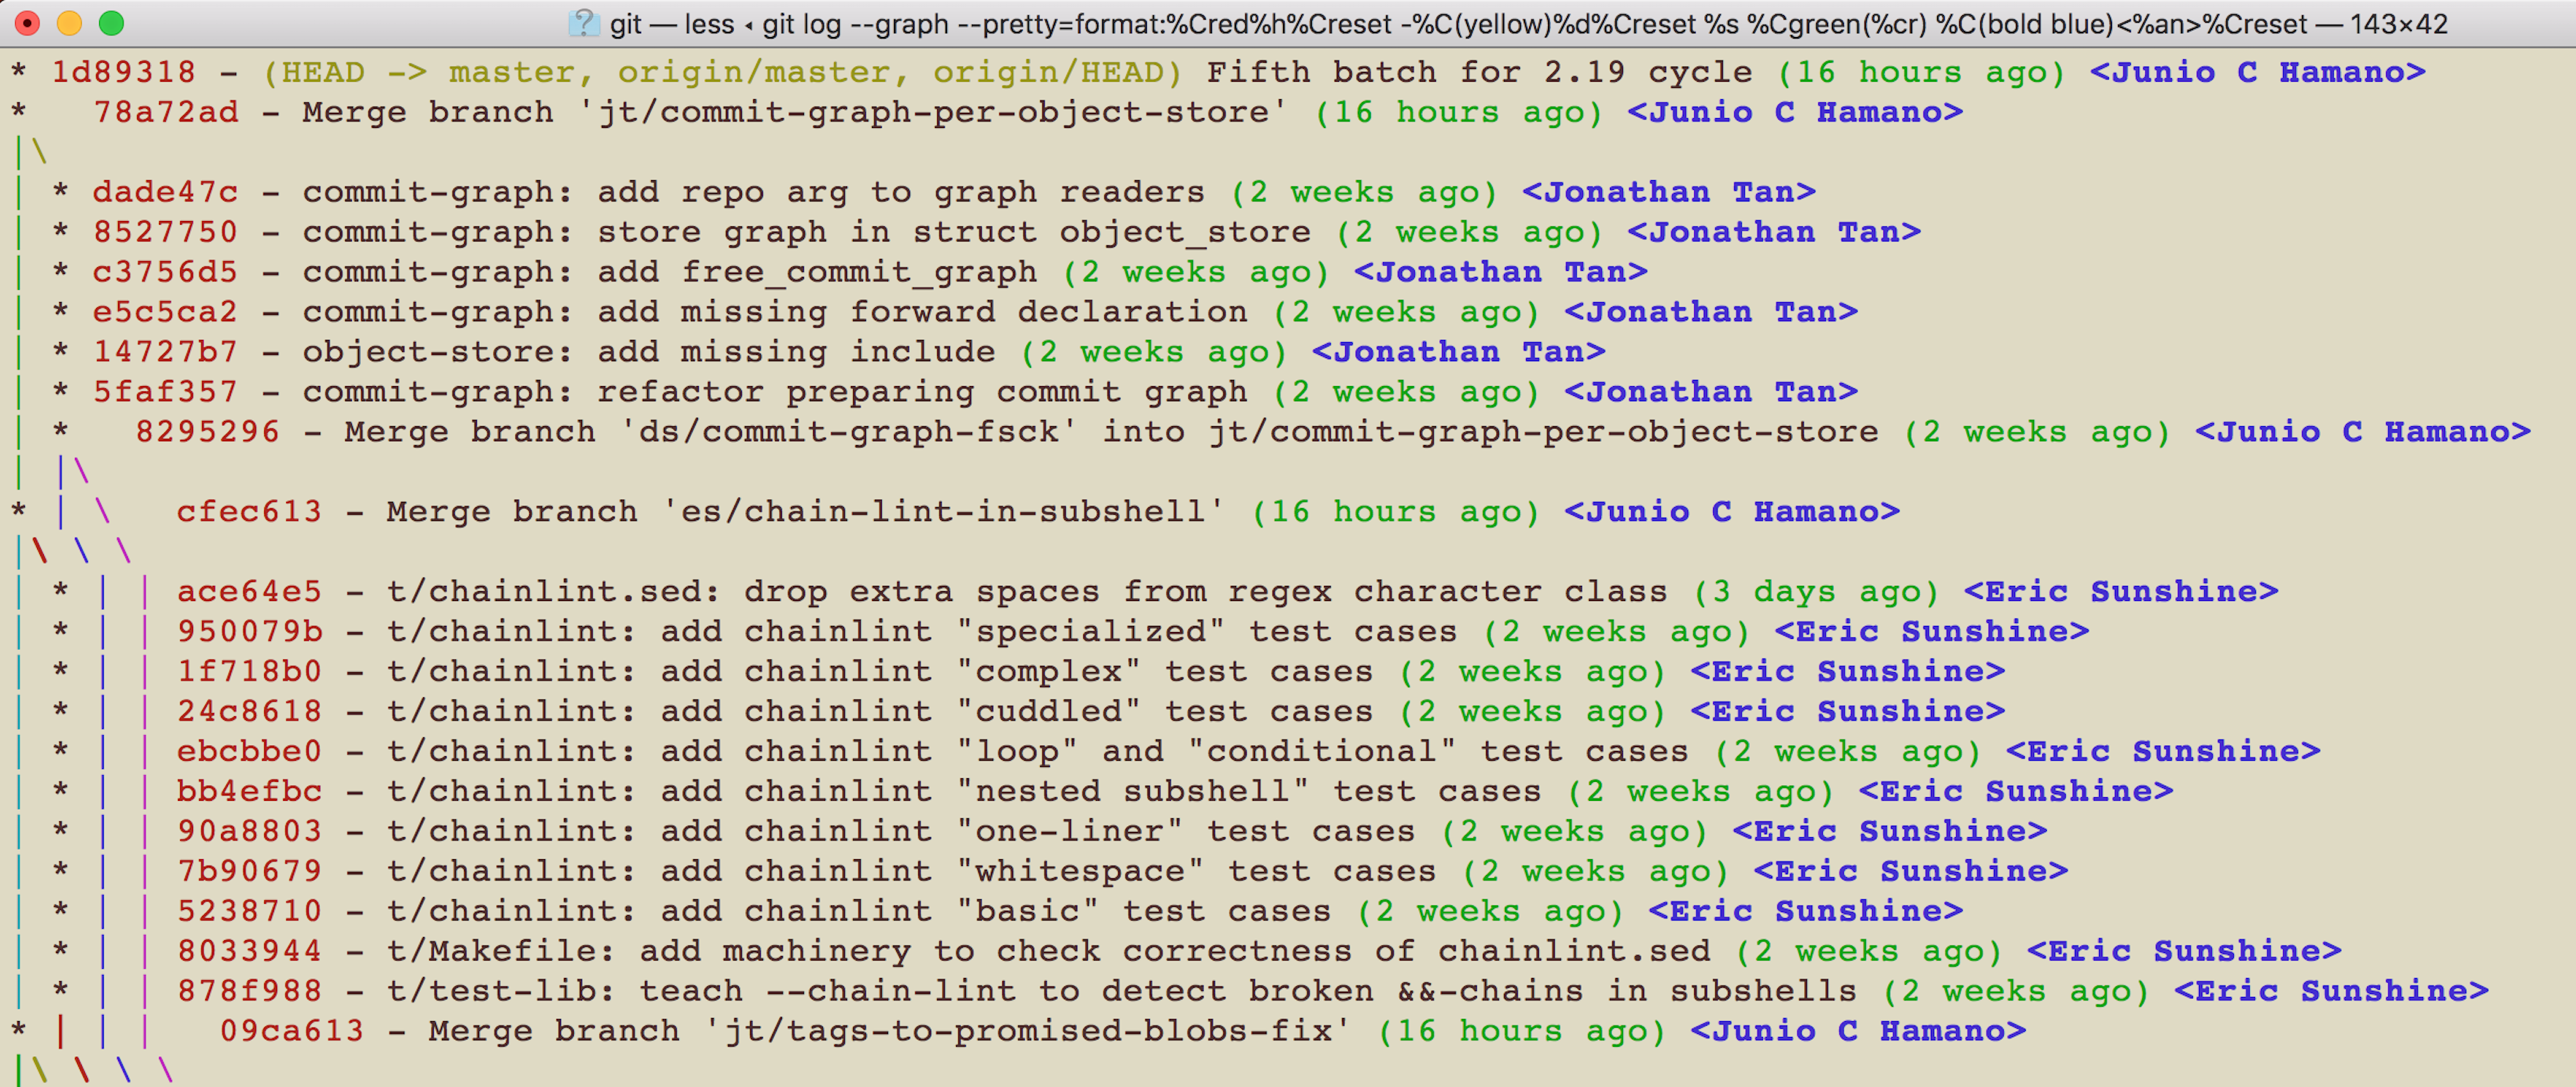 git — less ◂ git log --graph --pretty=format:%Cred%h%Creset -%C(yellow)%d%Creset %s %Cgreen(%cr) %C(bold blue)<%an>%Creset — 143×42
* 1d89318 - (HEAD -> master, origin/master, origin/HEAD) Fifth batch for 2.19 cycle (16 hours ago) <Junio C Hamano>
*   78a72ad - Merge branch 'jt/commit-graph-per-object-store' (16 hours ago) <Junio C Hamano>
|\
| * dade47c - commit-graph: add repo arg to graph readers (2 weeks ago) <Jonathan Tan>
| * 8527750 - commit-graph: store graph in struct object_store (2 weeks ago) <Jonathan Tan>
| * c3756d5 - commit-graph: add free_commit_graph (2 weeks ago) <Jonathan Tan>
| * e5c5ca2 - commit-graph: add missing forward declaration (2 weeks ago) <Jonathan Tan>
| * 14727b7 - object-store: add missing include (2 weeks ago) <Jonathan Tan>
| * 5faf357 - commit-graph: refactor preparing commit graph (2 weeks ago) <Jonathan Tan>
| *   8295296 - Merge branch 'ds/commit-graph-fsck' into jt/commit-graph-per-object-store (2 weeks ago) <Junio C Hamano>
| |\
* | \   cfec613 - Merge branch 'es/chain-lint-in-subshell' (16 hours ago) <Junio C Hamano>
|\ \ \
| * | | ace64e5 - t/chainlint.sed: drop extra spaces from regex character class (3 days ago) <Eric Sunshine>
| * | | 950079b - t/chainlint: add chainlint "specialized" test cases (2 weeks ago) <Eric Sunshine>
| * | | 1f718b0 - t/chainlint: add chainlint "complex" test cases (2 weeks ago) <Eric Sunshine>
| * | | 24c8618 - t/chainlint: add chainlint "cuddled" test cases (2 weeks ago) <Eric Sunshine>
| * | | ebcbbe0 - t/chainlint: add chainlint "loop" and "conditional" test cases (2 weeks ago) <Eric Sunshine>
| * | | bb4efbc - t/chainlint: add chainlint "nested subshell" test cases (2 weeks ago) <Eric Sunshine>
| * | | 90a8803 - t/chainlint: add chainlint "one-liner" test cases (2 weeks ago) <Eric Sunshine>
| * | | 7b90679 - t/chainlint: add chainlint "whitespace" test cases (2 weeks ago) <Eric Sunshine>
| * | | 5238710 - t/chainlint: add chainlint "basic" test cases (2 weeks ago) <Eric Sunshine>
| * | | 8033944 - t/Makefile: add machinery to check correctness of chainlint.sed (2 weeks ago) <Eric Sunshine>
| * | | 878f988 - t/test-lib: teach --chain-lint to detect broken &&-chains in subshells (2 weeks ago) <Eric Sunshine>
* | | |   09ca613 - Merge branch 'jt/tags-to-promised-blobs-fix' (16 hours ago) <Junio C Hamano>
|\ \ \ \